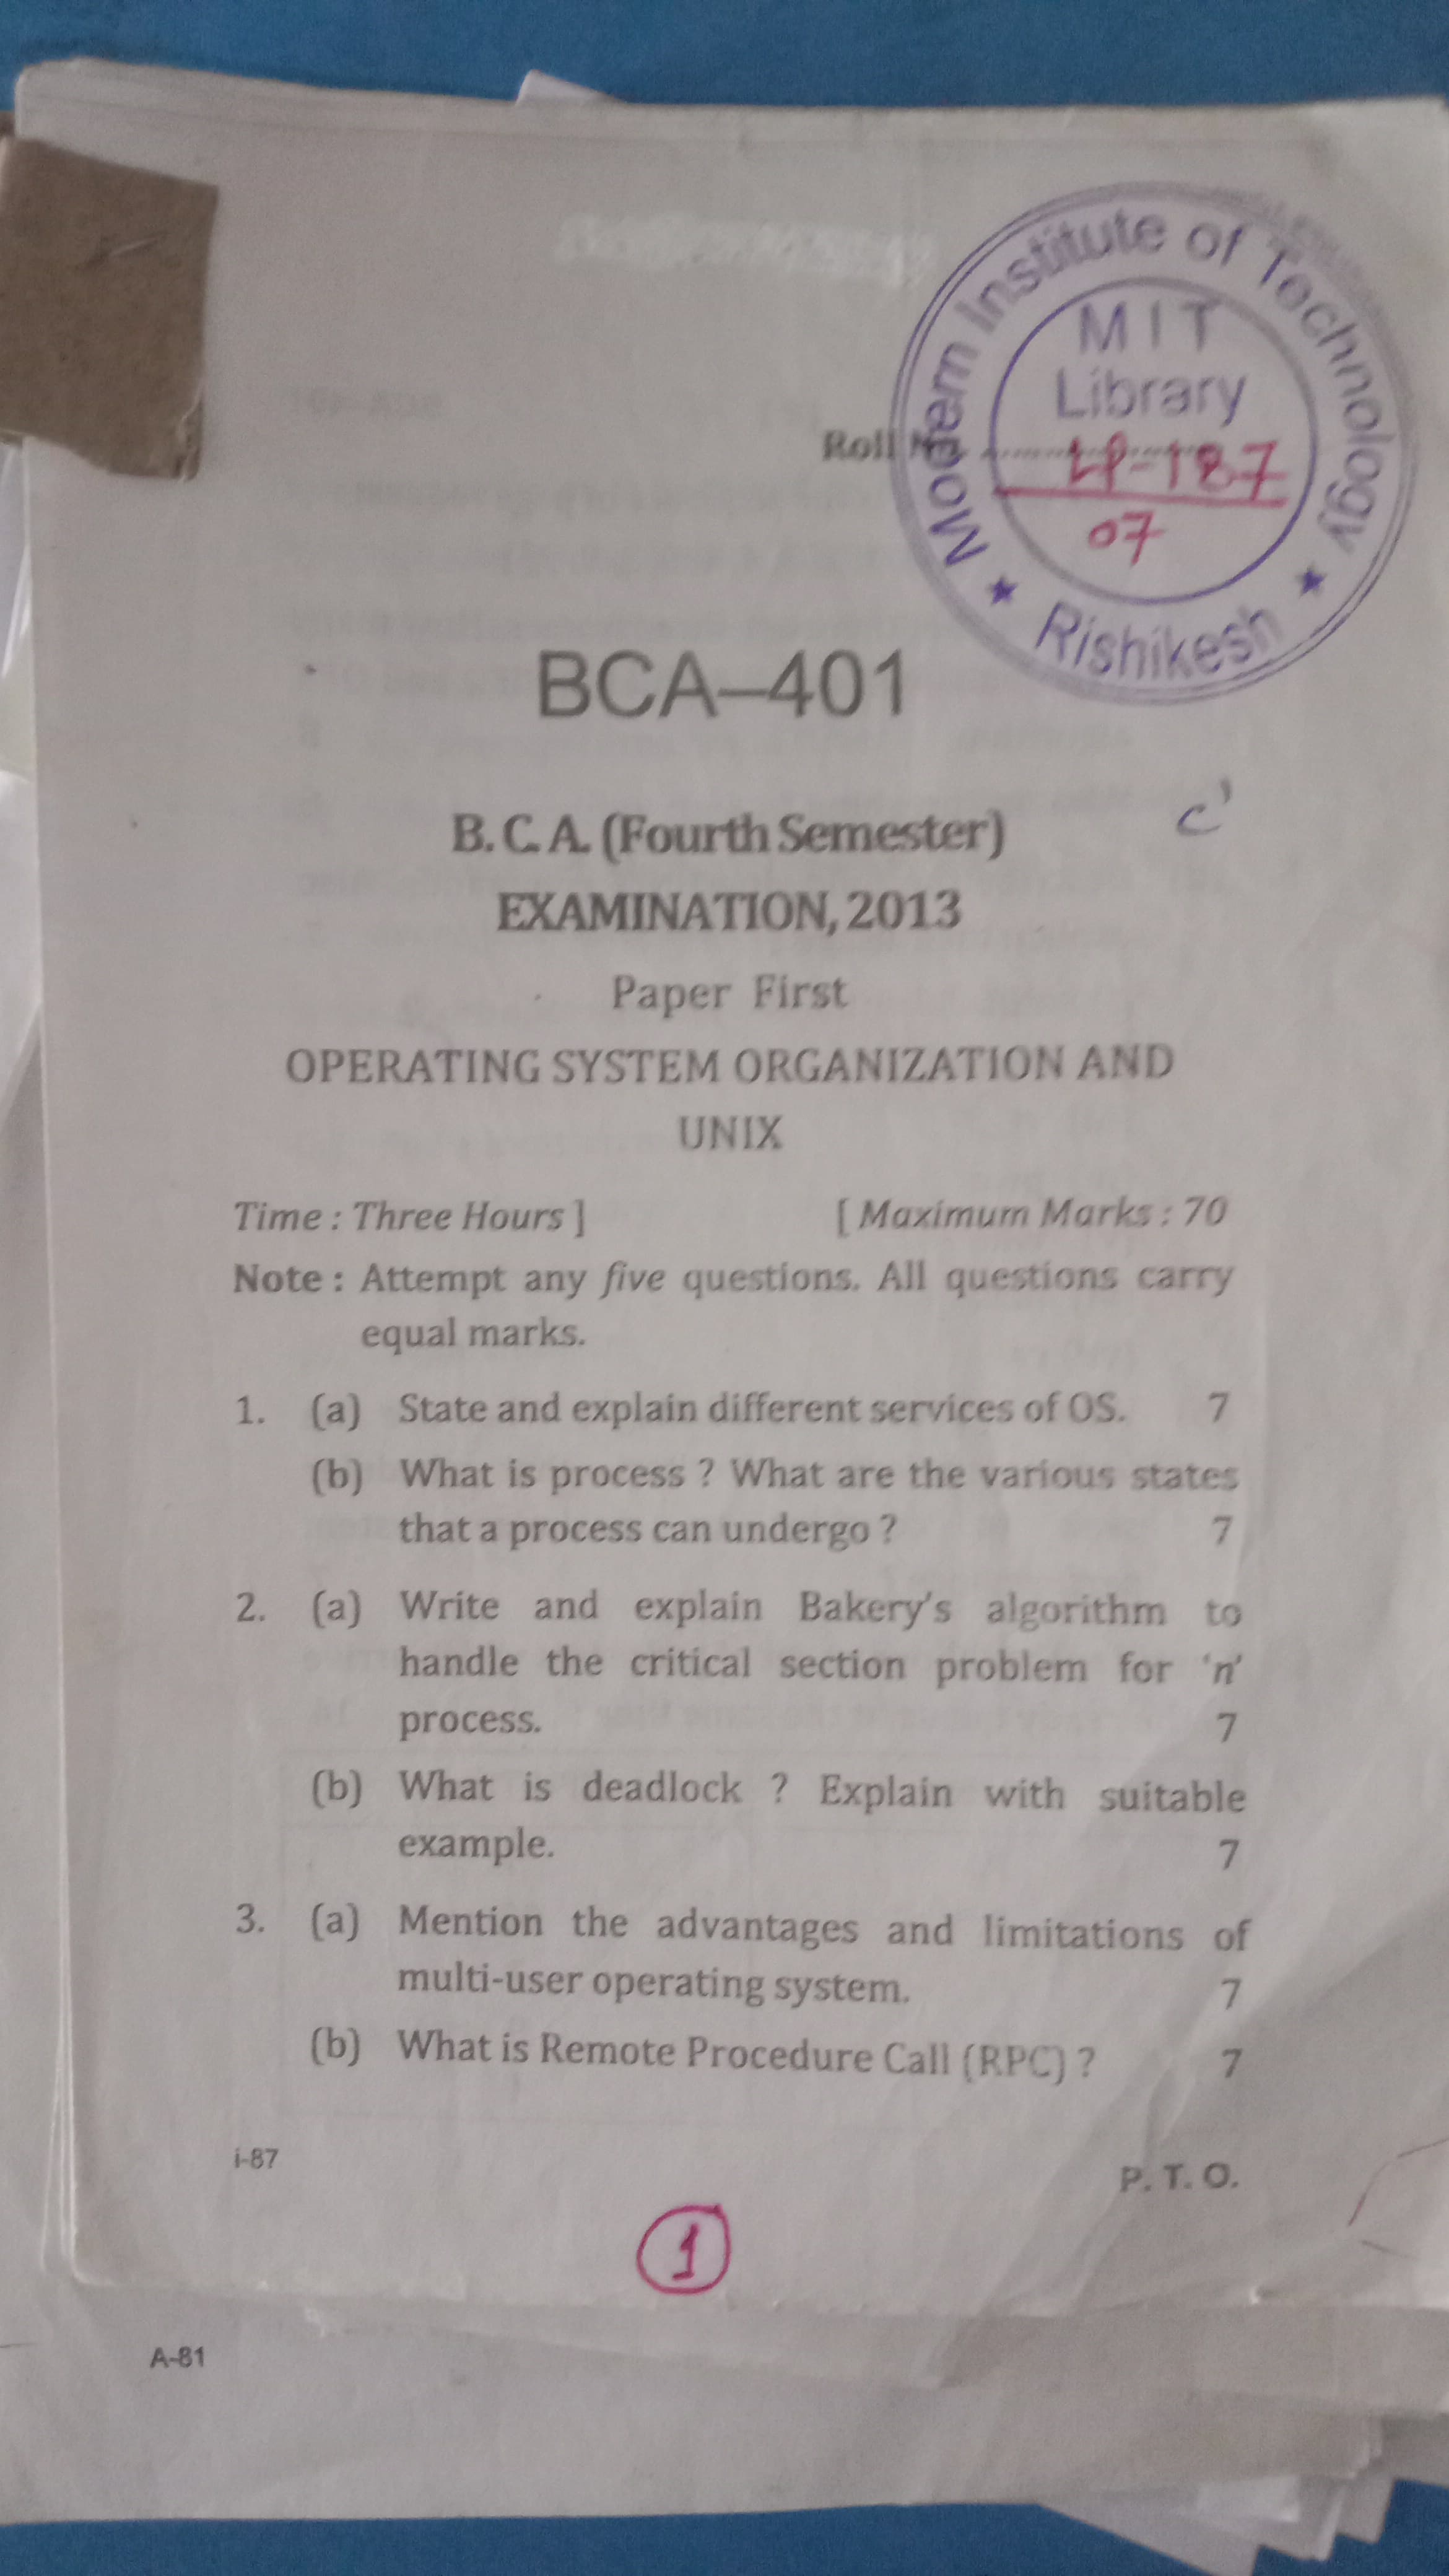 Modern Institute of Technology
MIT
Library
LP-187
07
★ Rishikesh ★
Roll No. ........................
BCA–401
B. C. A. (Fourth Semester)
EXAMINATION, 2013
Paper First
OPERATING SYSTEM ORGANIZATION AND
UNIX
Time : Three Hours ] [ Maximum Marks : 70
Note : Attempt any five questions. All questions carry
equal marks.
1. (a) State and explain different services of OS. 7
(b) What is process ? What are the various states
that a process can undergo ? 7
2. (a) Write and explain Bakery's algorithm to
handle the critical section problem for 'n'
process. 7
(b) What is deadlock ? Explain with suitable
example. 7
3. (a) Mention the advantages and limitations of
multi-user operating system. 7
(b) What is Remote Procedure Call (RPC) ? 7
i-87 P. T. O.
1
A-81